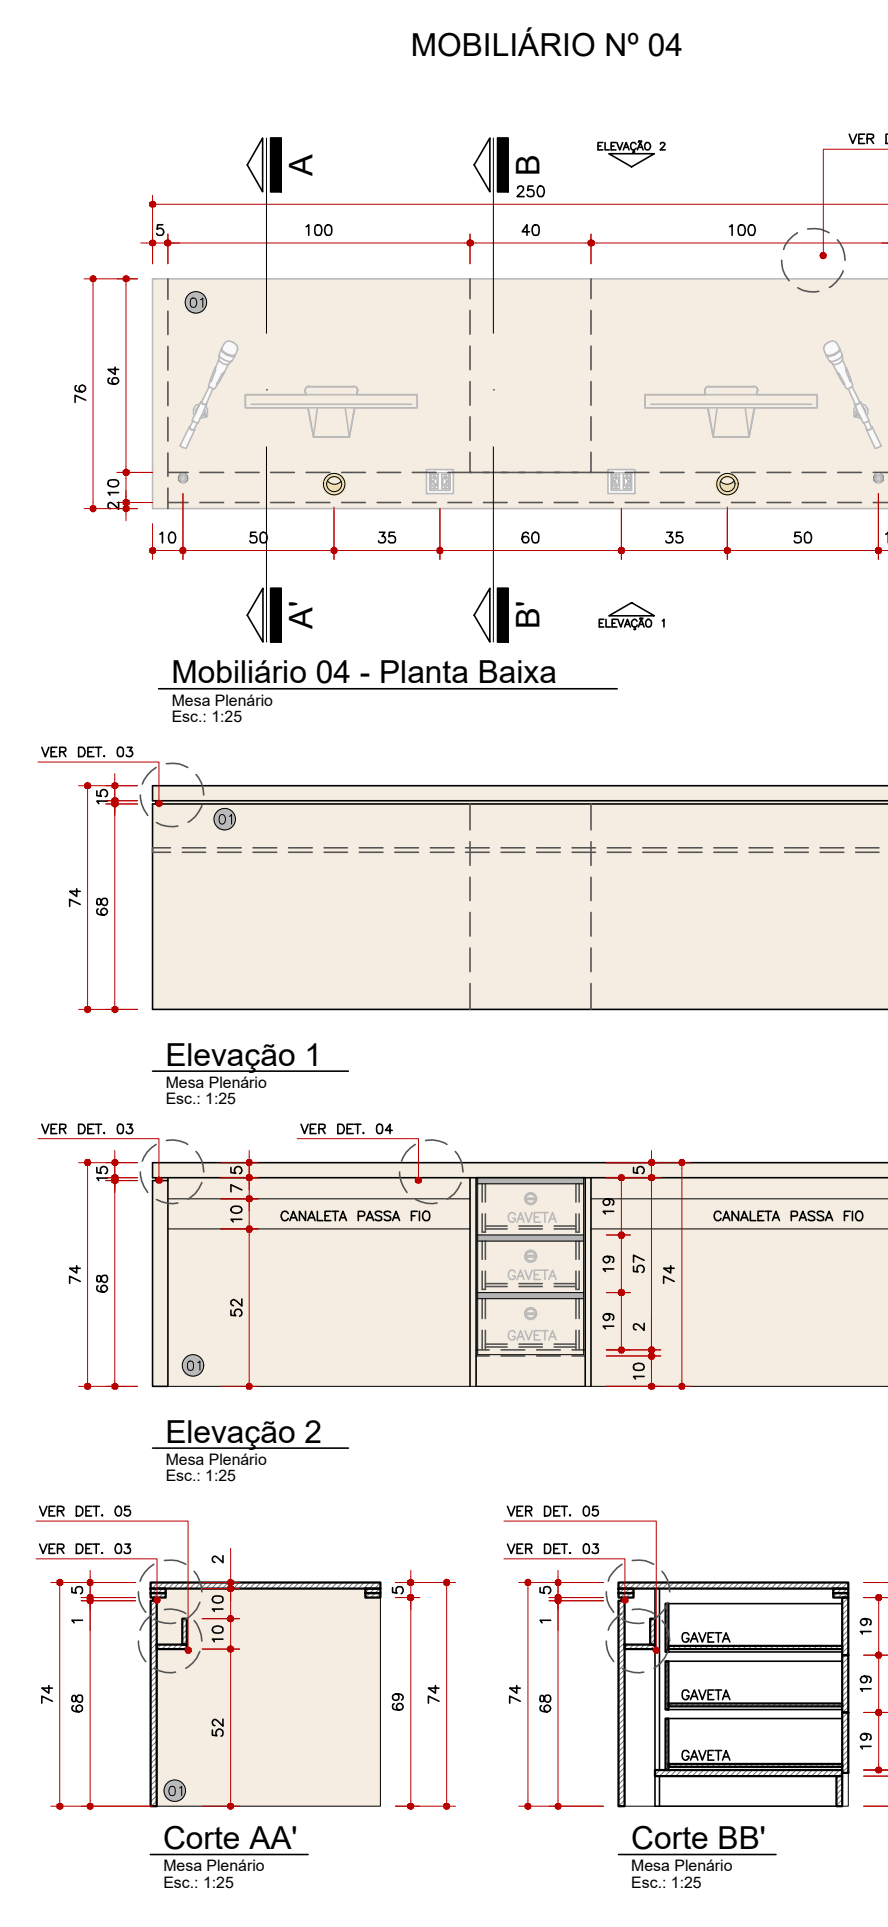 MOBILIÁRIO Nº 04
VER D
A
B
ELEVAÇÃO 2
250
5
100
40
100
01
76
64
10
2
10
50
35
60
35
50
1
A'
B'
ELEVAÇÃO 1
Mobiliário 04 - Planta Baixa
Mesa Plenário
Esc.: 1:25
VER DET. 03
5
1
01
74
68
Elevação 1
Mesa Plenário
Esc.: 1:25
VER DET. 03
VER DET. 04
5
1
5
7
10
CANALETA PASSA FIO
GAVETA
19
5
CANALETA PASSA FIO
74
68
52
GAVETA
19
57
74
GAVETA
19
2
10
01
Elevação 2
Mesa Plenário
Esc.: 1:25
VER DET. 05
VER DET. 03
2
5
1
10
10
5
74
68
52
69
74
01
Corte AA'
Mesa Plenário
Esc.: 1:25
VER DET. 05
VER DET. 03
5
1
GAVETA
19
74
68
GAVETA
19
GAVETA
19
Corte BB'
Mesa Plenário
Esc.: 1:25